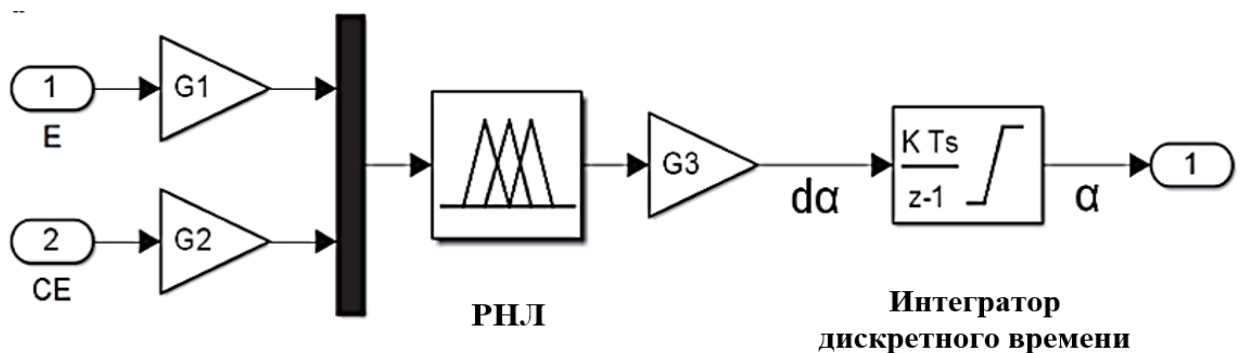 --
1
E
G1
2
CE
G2
РНЛ
G3
dα
K Ts
z-1
Интегратор
дискретного времени
α
1